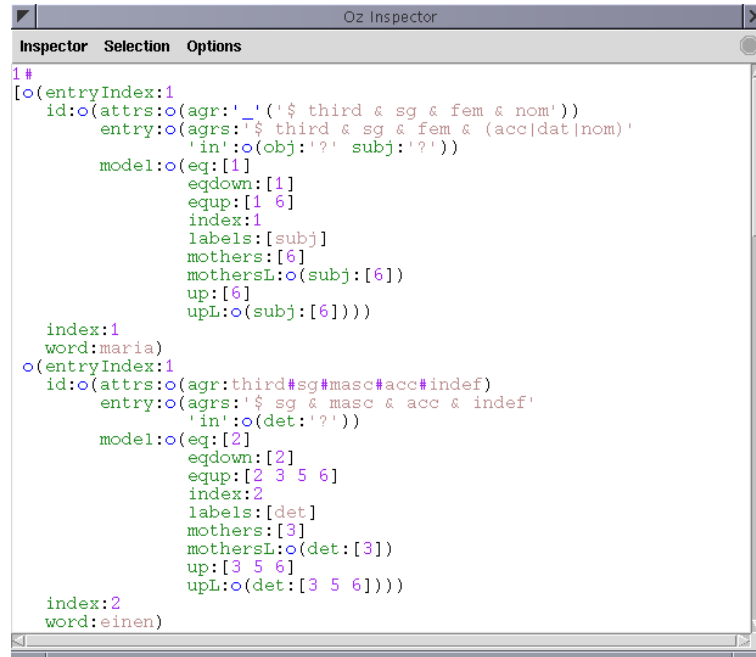 Oz Inspector
Inspector Selection Options
1#
[o(entryIndex:1
   id:o(attrs:o(agr:'_'('$ third & sg & fem & nom'))
        entry:o(agrs:'$ third & sg & fem & (acc|dat|nom)'
                'in':o(obj:'?' subj:'?'))
        model:o(eq:[1]
                eqdown:[1]
                equp:[1 6]
                index:1
                labels:[subj]
                mothers:[6]
                mothersL:o(subj:[6])
                up:[6]
                upL:o(subj:[6])))
   index:1
   word:maria)
 o(entryIndex:1
   id:o(attrs:o(agr:third#sg#masc#acc#indef)
        entry:o(agrs:'$ sg & masc & acc & indef'
                'in':o(det:'?'))
        model:o(eq:[2]
                eqdown:[2]
                equp:[2 3 5 6]
                index:2
                labels:[det]
                mothers:[3]
                mothersL:o(det:[3])
                up:[3 5 6]
                upL:o(det:[3 5 6])))
   index:2
   word:einen)